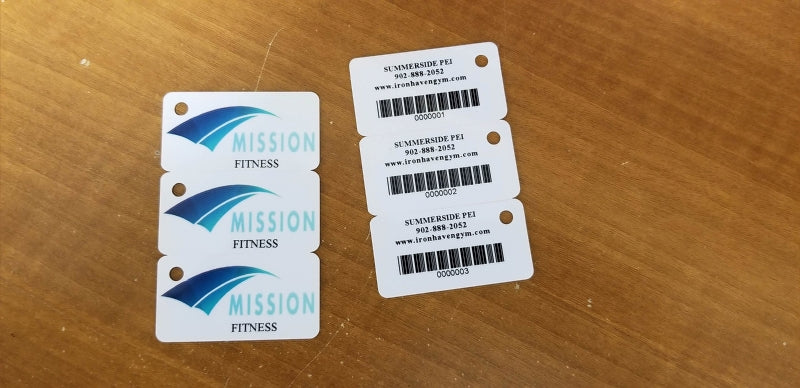 MISSION
FITNESS
MISSION
FITNESS
MISSION
FITNESS
SUMMERSIDE PEI
902-888-2052
www.ironhavengym.com
0000001
SUMMERSIDE PEI
902-888-2052
www.ironhavengym.com
0000002
SUMMERSIDE PEI
902-888-2052
www.ironhavengym.com
0000003